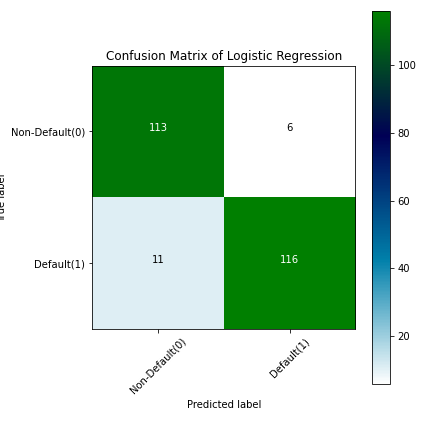 Confusion Matrix of Logistic Regression
Non-Default(0)
113
6
Default(1)
11
116
Non-Default(0)
Default(1)
Predicted label
label
100
80
60
40
20